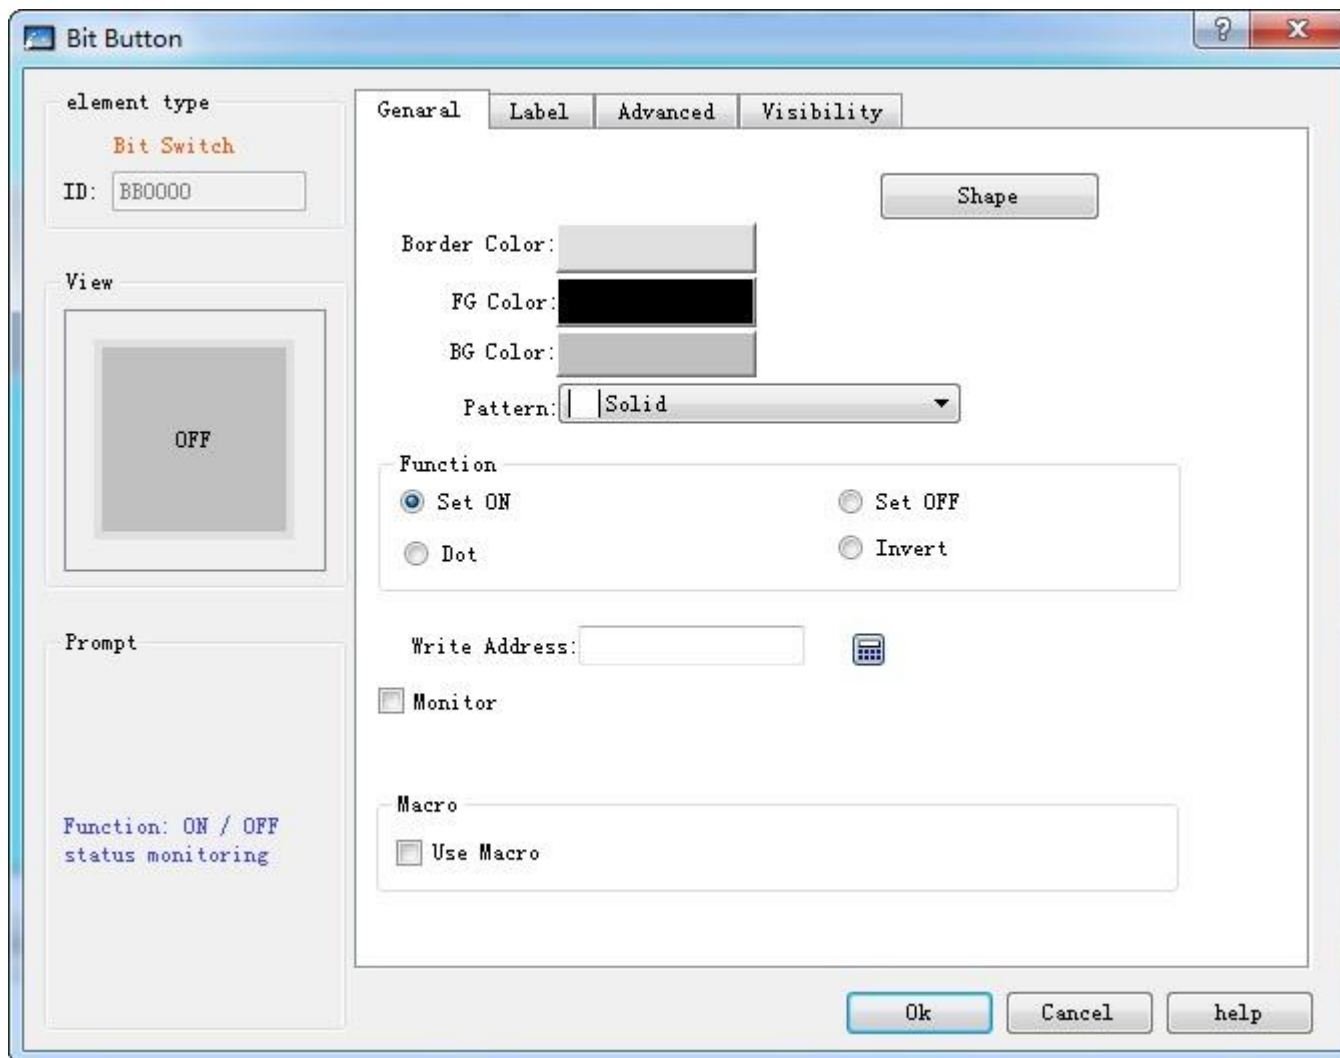 Bit Button
element type
Bit Switch
ID: BB0000
View
OFF
Prompt
Function: ON / OFF
status monitoring
Genaral Label Advanced Visibility
Shape
Border Color:
FG Color:
BG Color:
Pattern: Solid
Function
Set ON Set OFF
Dot Invert
Write Address:
Monitor
Macro
Use Macro
Ok Cancel help